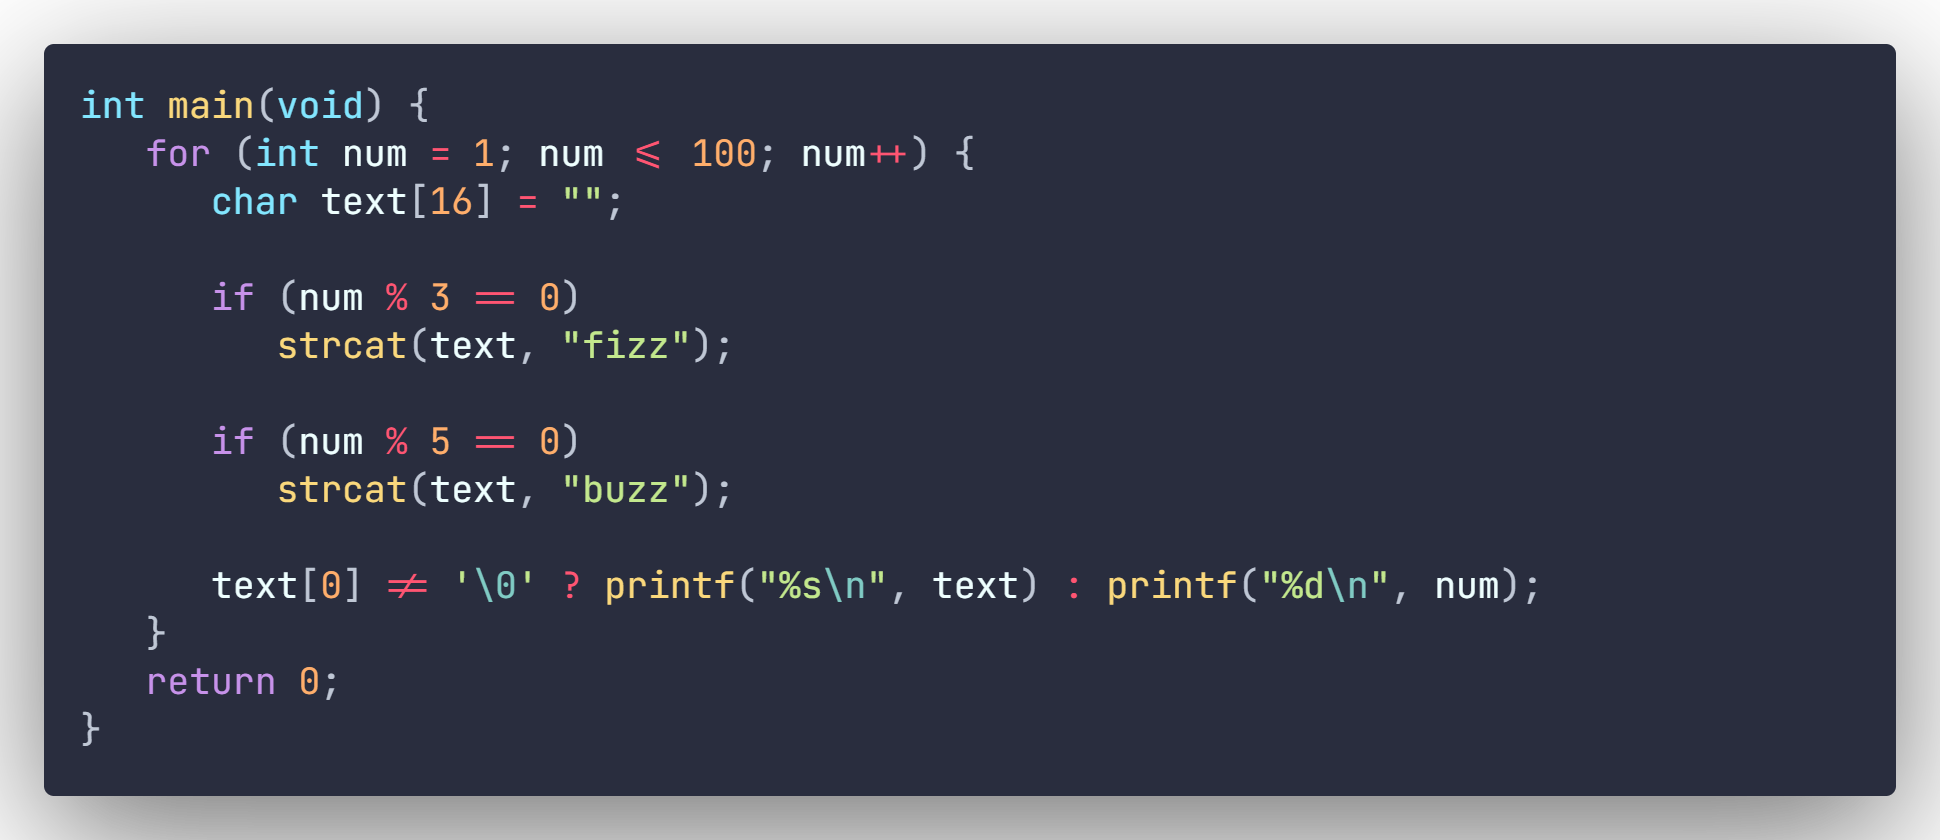 int main(void) {
   for (int num = 1; num <= 100; num++) {
      char text[16] = "";

      if (num % 3 == 0)
         strcat(text, "fizz");

      if (num % 5 == 0)
         strcat(text, "buzz");

      text[0] != '\0' ? printf("%s\n", text) : printf("%d\n", num);
   }
   return 0;
}